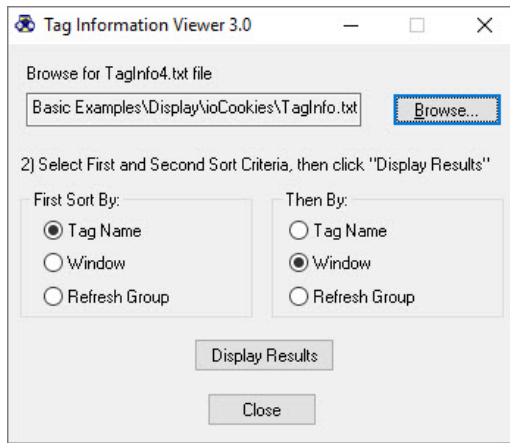 Tag Information Viewer 3.0
Browse for TagInfo4.txt file
Basic Examples\Display\ioCookies\TagInfo.txt Browse...
2) Select First and Second Sort Criteria, then click "Display Results"
First Sort By: Then By:
Tag Name Tag Name
Window Window
Refresh Group Refresh Group
Display Results
Close